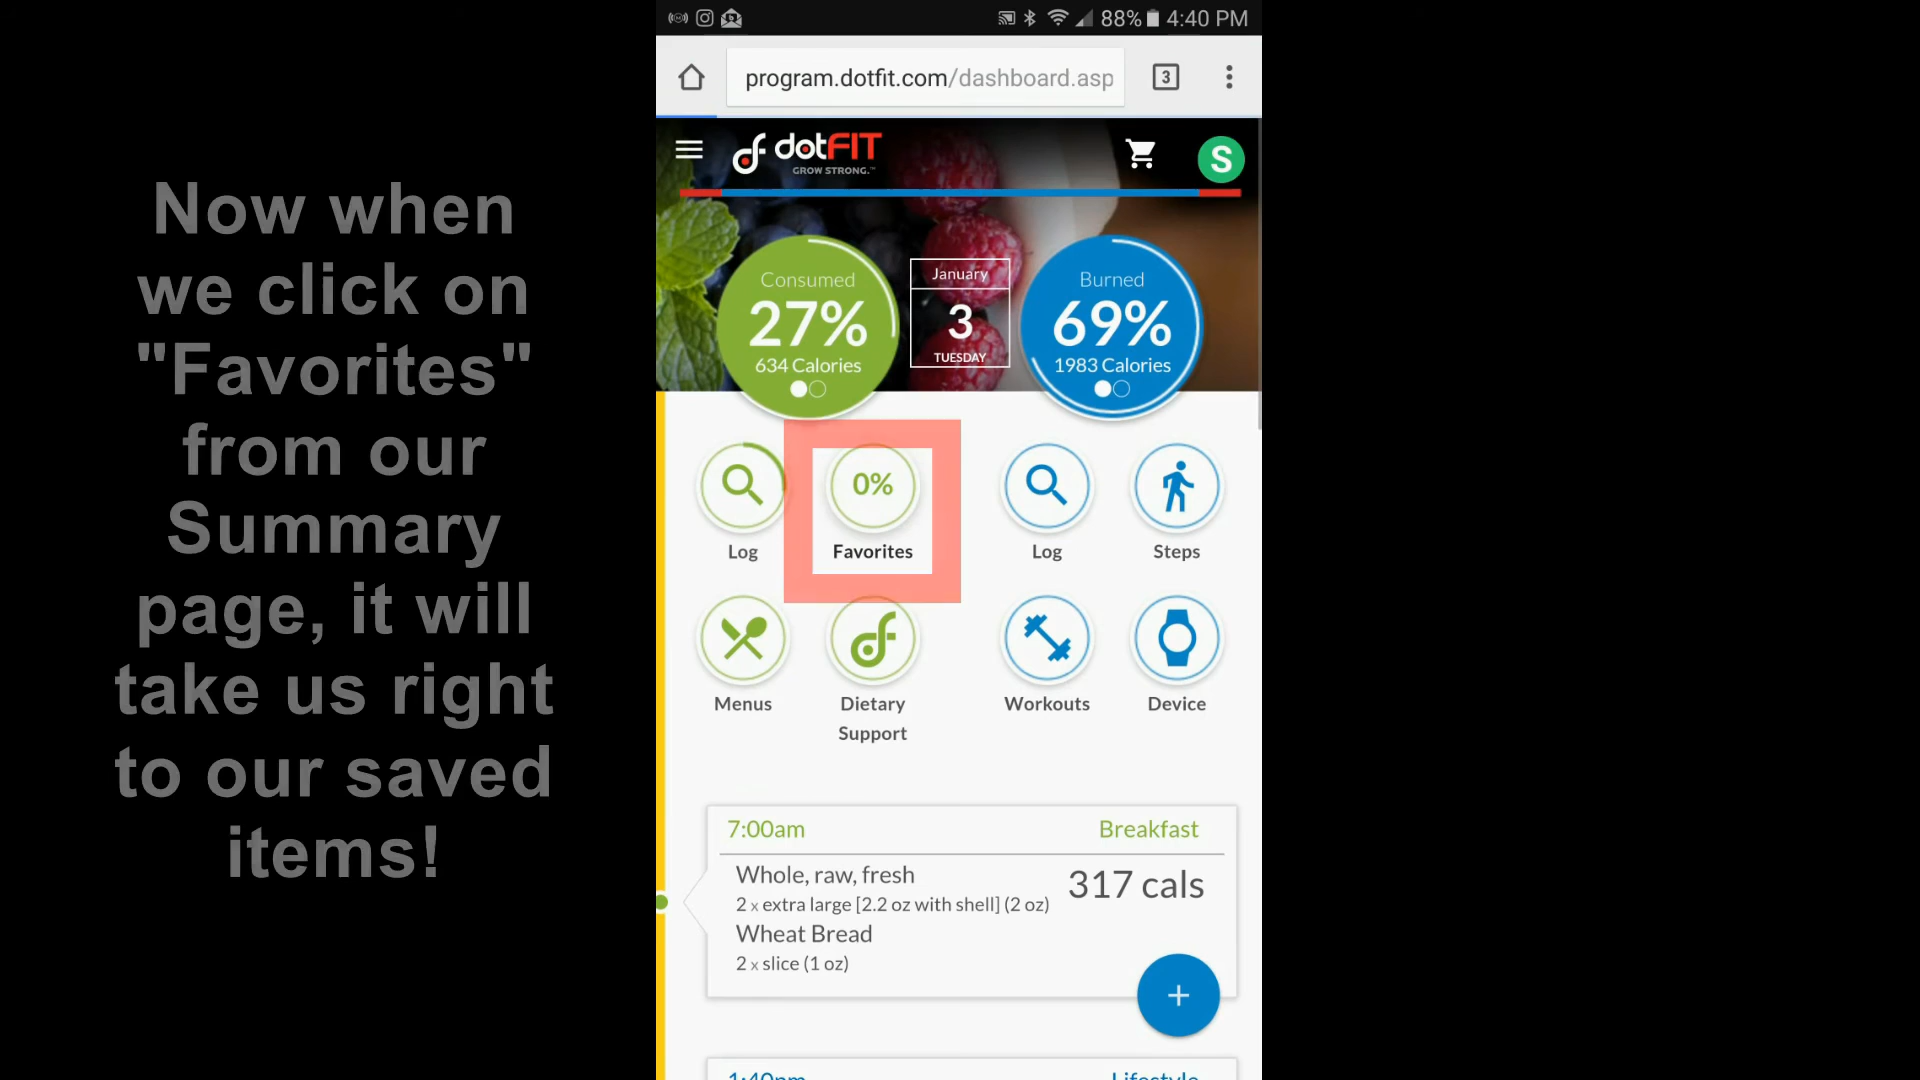 Now when
we click on
"Favorites"
from our
Summary
page, it will
take us right
to our saved
items!
88% 4:40 PM
program.dotfit.com/dashboard.asp
3
dotFIT
GROW STRONG.™
S
Consumed
27%
634 Calories
January
3
TUESDAY
Burned
69%
1983 Calories
0%
Log
Favorites
Log
Steps
Menus
Dietary
Support
Workouts
Device
7:00am Breakfast
Whole, raw, fresh
317 cals
2 x extra large [2.2 oz with shell] (2 oz)
Wheat Bread
2 x slice (1 oz)
+
1:40pm Lifestyle